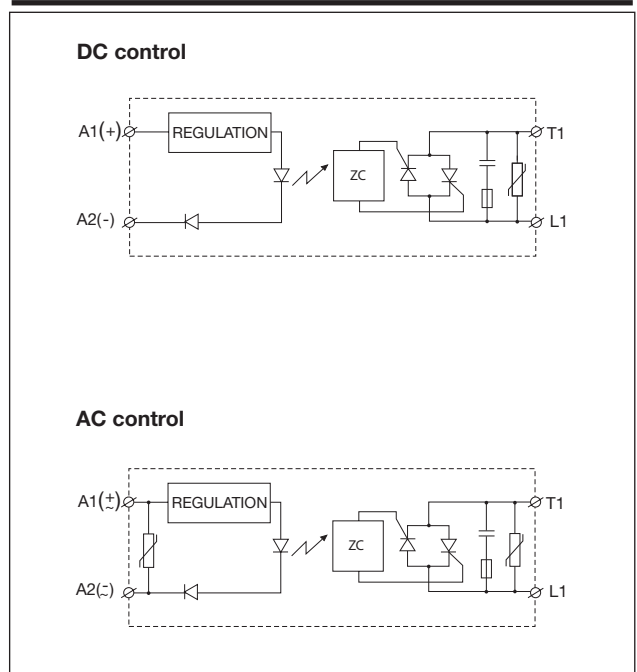 DC control
A1(+) REGULATION T1
ZC
A2(-) L1
AC control
A1(±̰) REGULATION T1
ZC
A2(-̰) L1